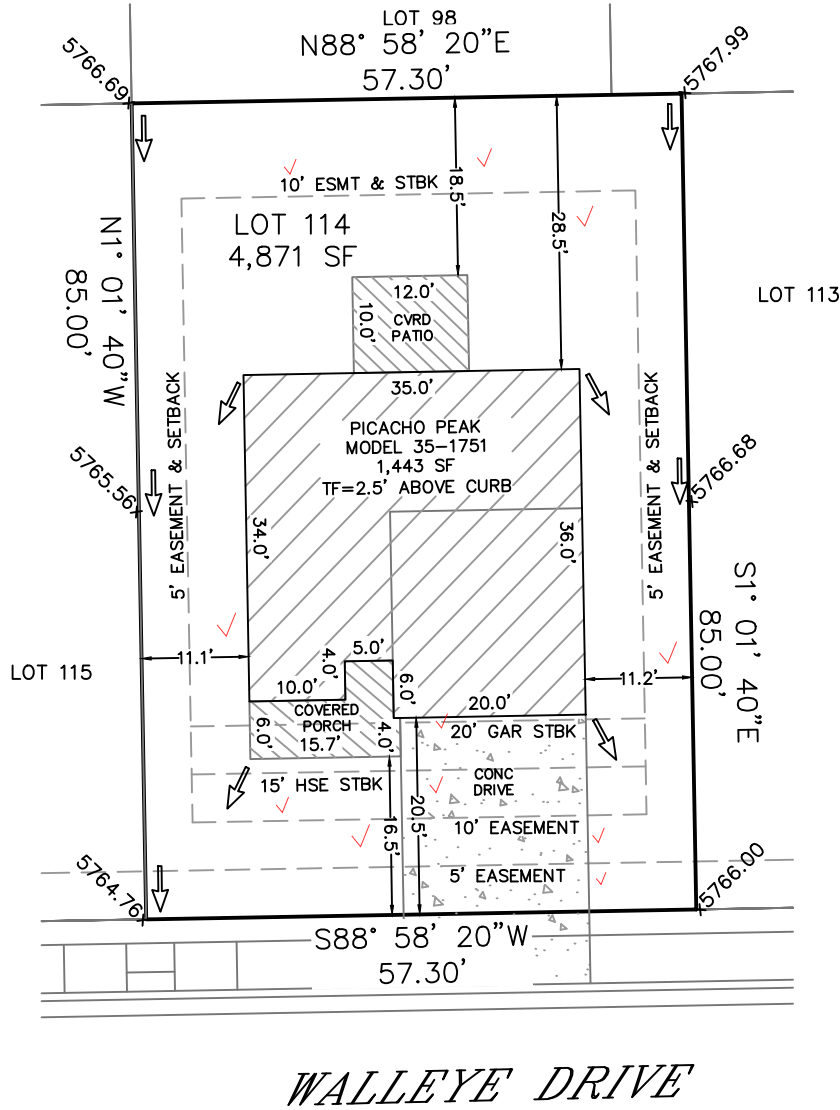 LOT 98
N88° 58' 20"E
57.30'
5766.69
5767.99
10' ESMT & STBK
18.5'
28.5'
LOT 114
4,871 SF
N1° 01' 40"W
85.00'
LOT 113
12.0'
10.0'
CVRD
PATIO
35.0'
PICACHO PEAK
MODEL 35-1751
1,443 SF
TF=2.5' ABOVE CURB
5' EASEMENT & SETBACK
5' EASEMENT & SETBACK
5765.56
5766.68
34.0'
36.0'
S1° 01' 40"E
85.00'
LOT 115
11.1'
11.2'
5.0'
4.0'
10.0'
6.0'
20.0'
COVERED
PORCH
15.7'
6.0'
4.0'
20' GAR STBK
15' HSE STBK
CONC
DRIVE
16.5'
20.5'
10' EASEMENT
5' EASEMENT
5764.76
5766.00
S88° 58' 20"W
57.30'
WALLEYE DRIVE